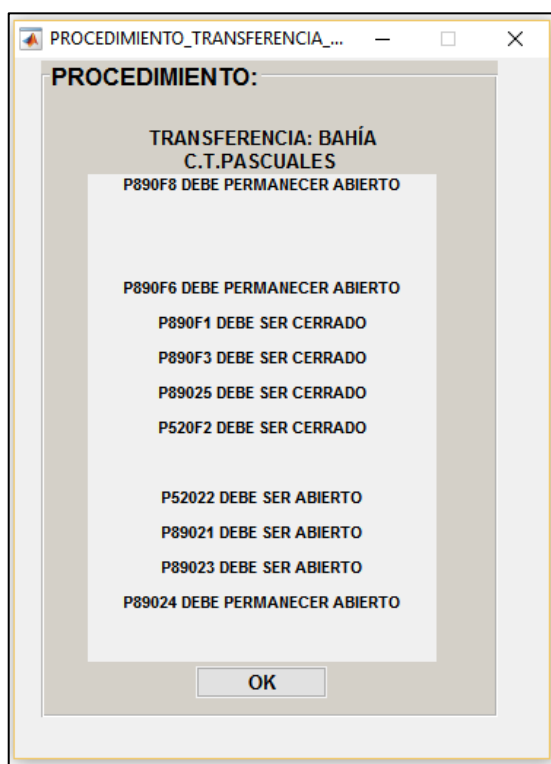 PROCEDIMIENTO_TRANSFERENCIA_...
PROCEDIMIENTO:
TRANSFERENCIA: BAHÍA
C.T.PASCUALES
P890F8 DEBE PERMANECER ABIERTO
P890F6 DEBE PERMANECER ABIERTO
P890F1 DEBE SER CERRADO
P890F3 DEBE SER CERRADO
P89025 DEBE SER CERRADO
P520F2 DEBE SER CERRADO
P52022 DEBE SER ABIERTO
P89021 DEBE SER ABIERTO
P89023 DEBE SER ABIERTO
P89024 DEBE PERMANECER ABIERTO
OK